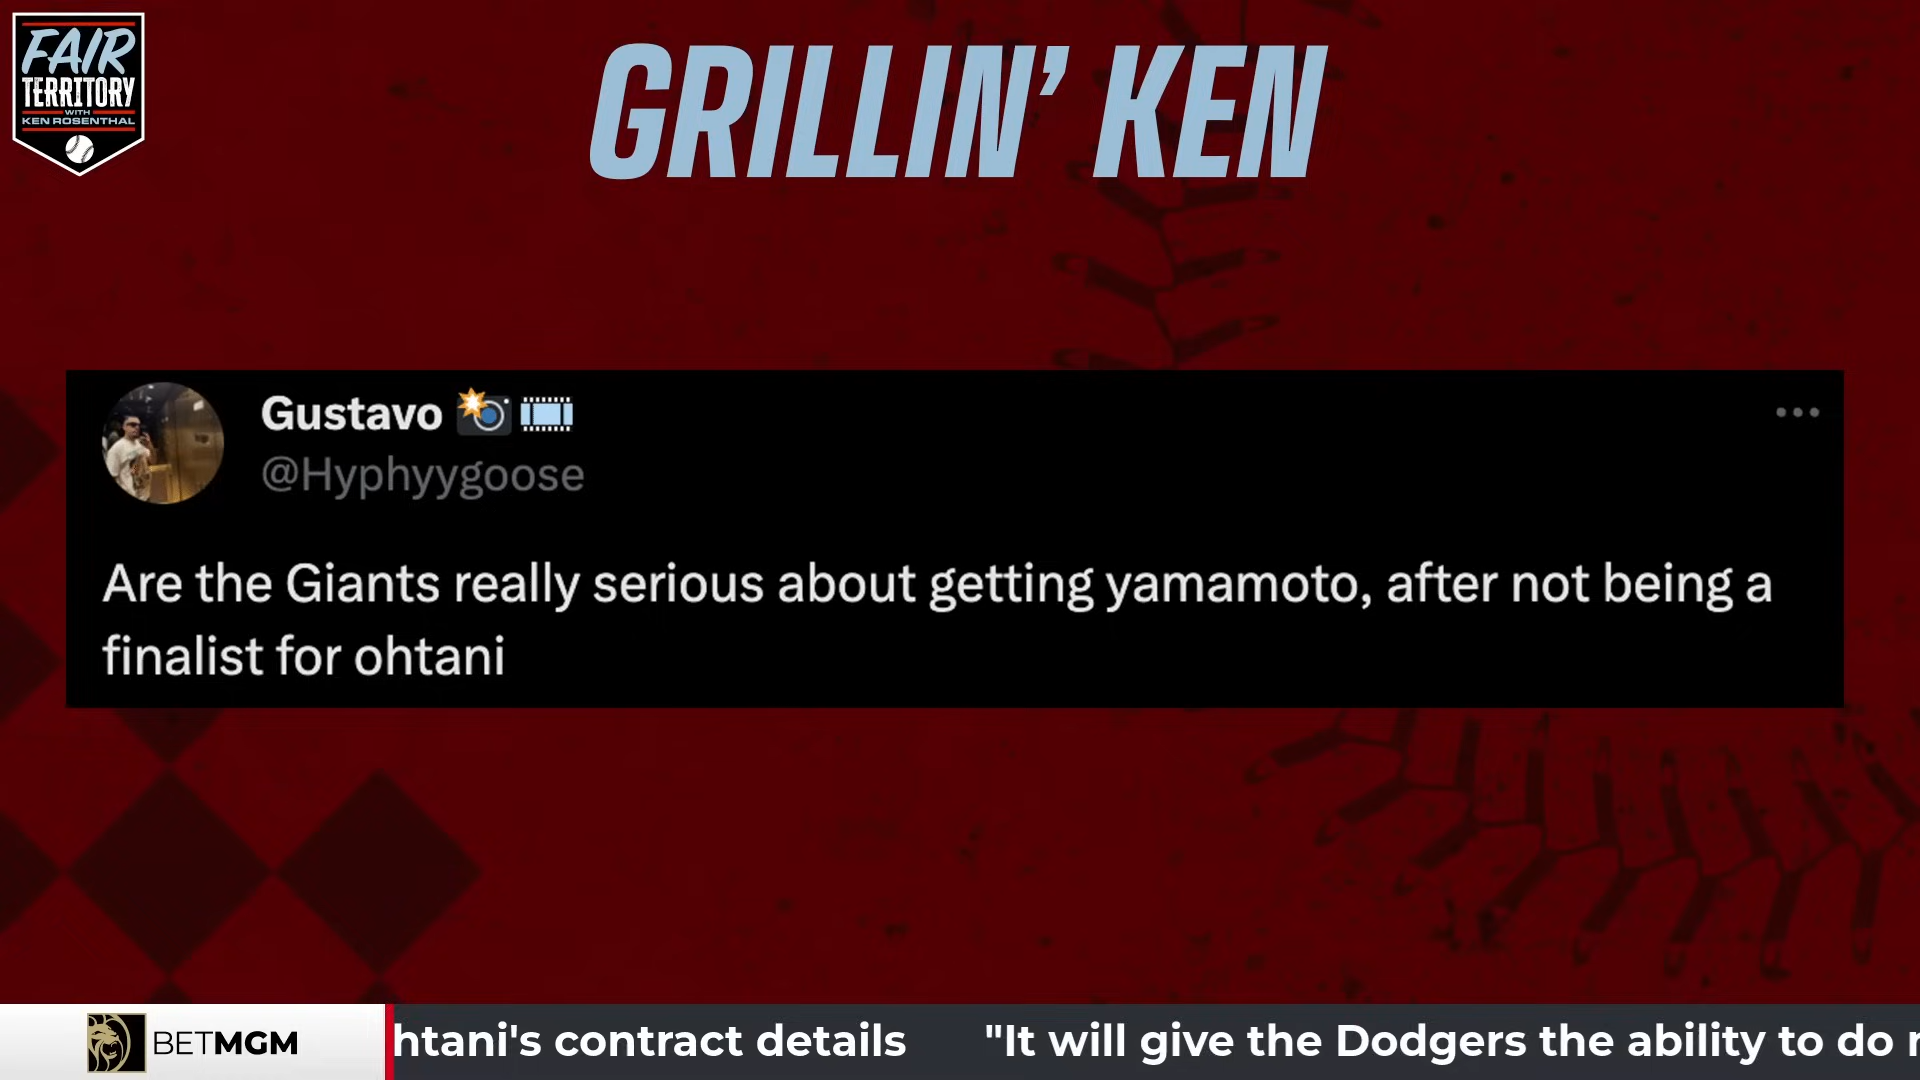 FAIR
TERRITORY
WITH
KEN ROSENTHAL
GRILLIN' KEN
Gustavo
@Hyphyygoose
Are the Giants really serious about getting yamamoto, after not being a
finalist for ohtani
BETMGM
htani's contract details "It will give the Dodgers the ability to do